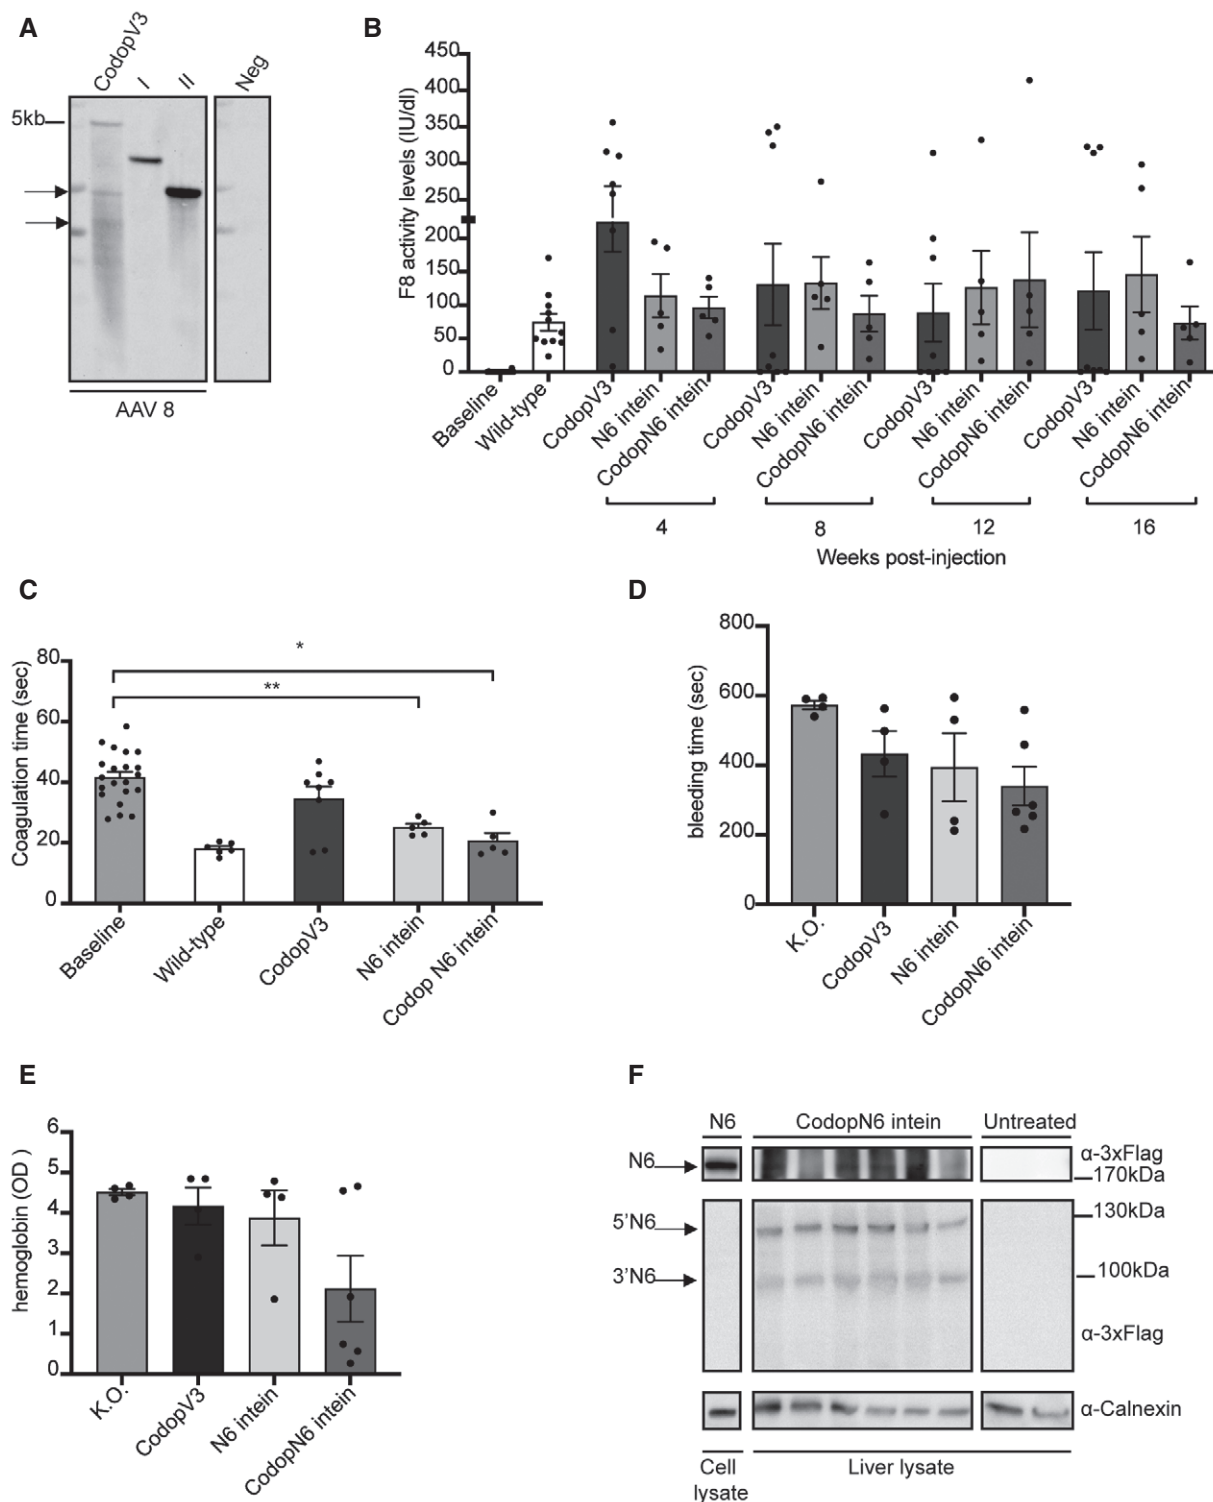 A
CodopV3
I
II
Neg
5kb
AAV 8
B
F8 activity levels (IU/dl)
450
400
350
300
250
200
150
100
50
0
Baseline
Wild-type
CodopV3
N6 intein
CodopN6 intein
CodopV3
N6 intein
CodopN6 intein
CodopV3
N6 intein
CodopN6 intein
CodopV3
N6 intein
CodopN6 intein
4
8
12
16
Weeks post-injection
C
Coagulation time (sec)
80
60
40
20
0
*
**
Baseline
Wild-type
CodopV3
N6 intein
Codop N6 intein
D
bleeding time (sec)
800
600
400
200
0
K.O.
CodopV3
N6 intein
CodopN6 intein
E
hemoglobin (OD )
6
5
4
3
2
1
0
K.O.
CodopV3
N6 intein
CodopN6 intein
F
N6
CodopN6 intein
Untreated
N6
α-3xFlag
170kDa
130kDa
5'N6
3'N6
100kDa
α-3xFlag
α-Calnexin
Cell
lysate
Liver lysate